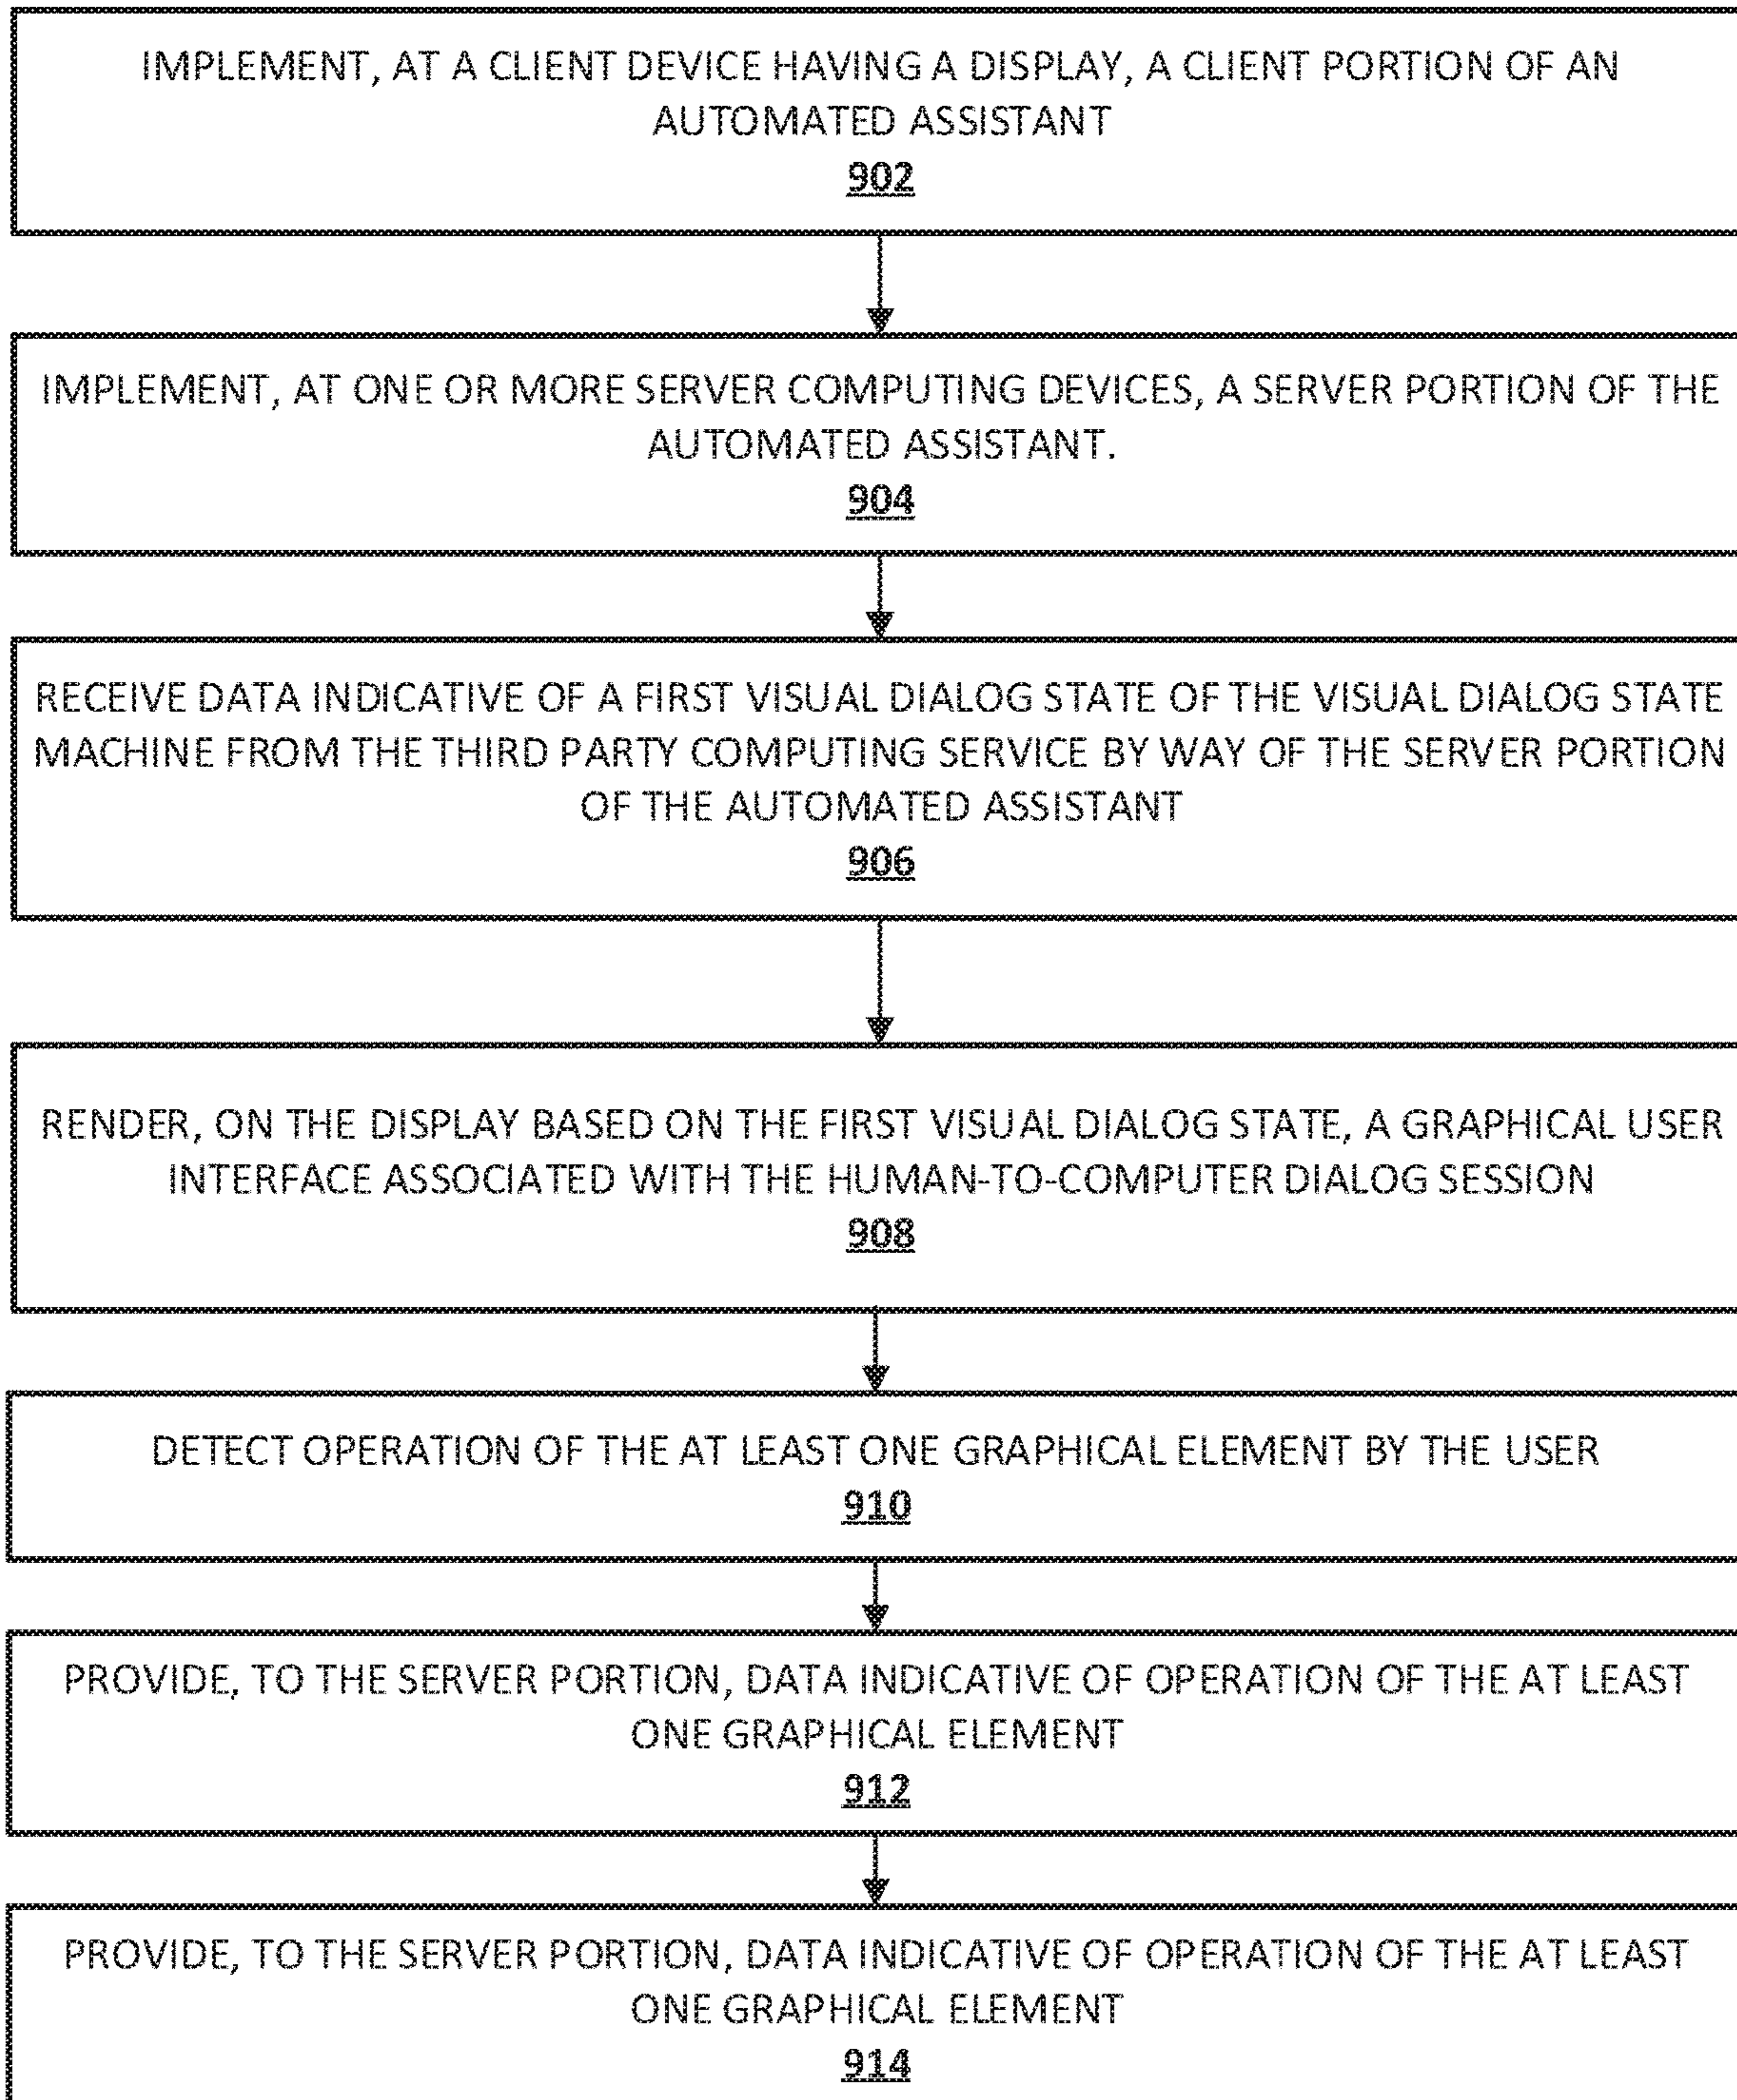 IMPLEMENT, AT A CLIENT DEVICE HAVING A DISPLAY, A CLIENT PORTION OF AN
AUTOMATED ASSISTANT
902
IMPLEMENT, AT ONE OR MORE SERVER COMPUTING DEVICES, A SERVER PORTION OF THE
AUTOMATED ASSISTANT.
904
RECEIVE DATA INDICATIVE OF A FIRST VISUAL DIALOG STATE OF THE VISUAL DIALOG STATE
MACHINE FROM THE THIRD PARTY COMPUTING SERVICE BY WAY OF THE SERVER PORTION
OF THE AUTOMATED ASSISTANT
906
RENDER, ON THE DISPLAY BASED ON THE FIRST VISUAL DIALOG STATE, A GRAPHICAL USER
INTERFACE ASSOCIATED WITH THE HUMAN-TO-COMPUTER DIALOG SESSION
908
DETECT OPERATION OF THE AT LEAST ONE GRAPHICAL ELEMENT BY THE USER
910
PROVIDE, TO THE SERVER PORTION, DATA INDICATIVE OF OPERATION OF THE AT LEAST
ONE GRAPHICAL ELEMENT
912
PROVIDE, TO THE SERVER PORTION, DATA INDICATIVE OF OPERATION OF THE AT LEAST
ONE GRAPHICAL ELEMENT
914